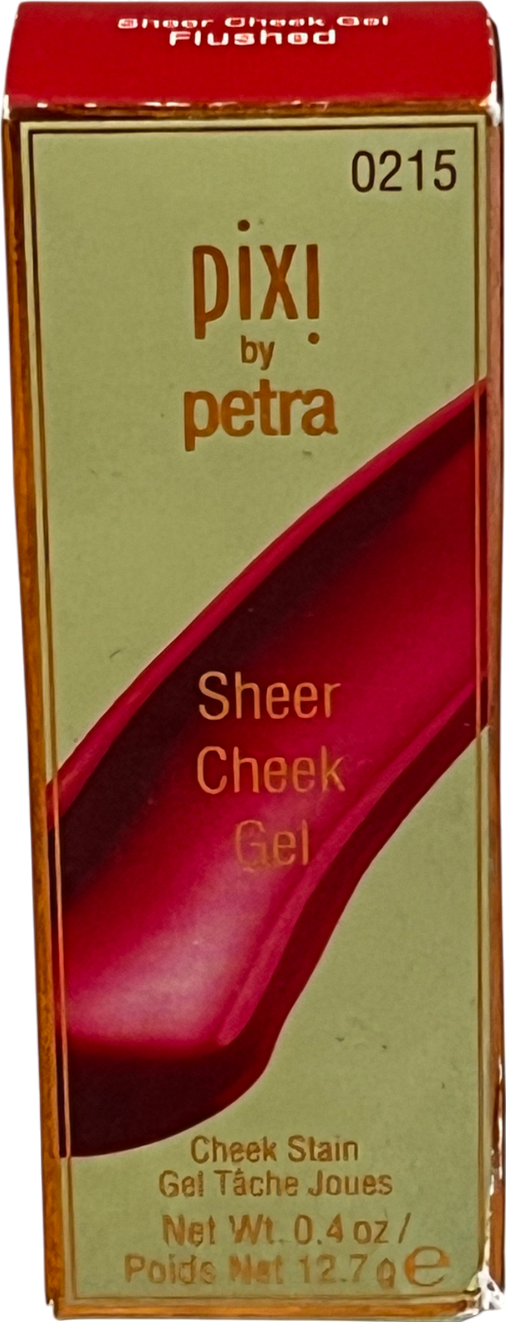 Sheer Cheek Gel
Flushed
0215
pixi
by
petra
Sheer
Cheek
Gel
Cheek Stain
Gel Tâche Joues
Net Wt. 0.4 oz /
Poids Net 12.7 g e